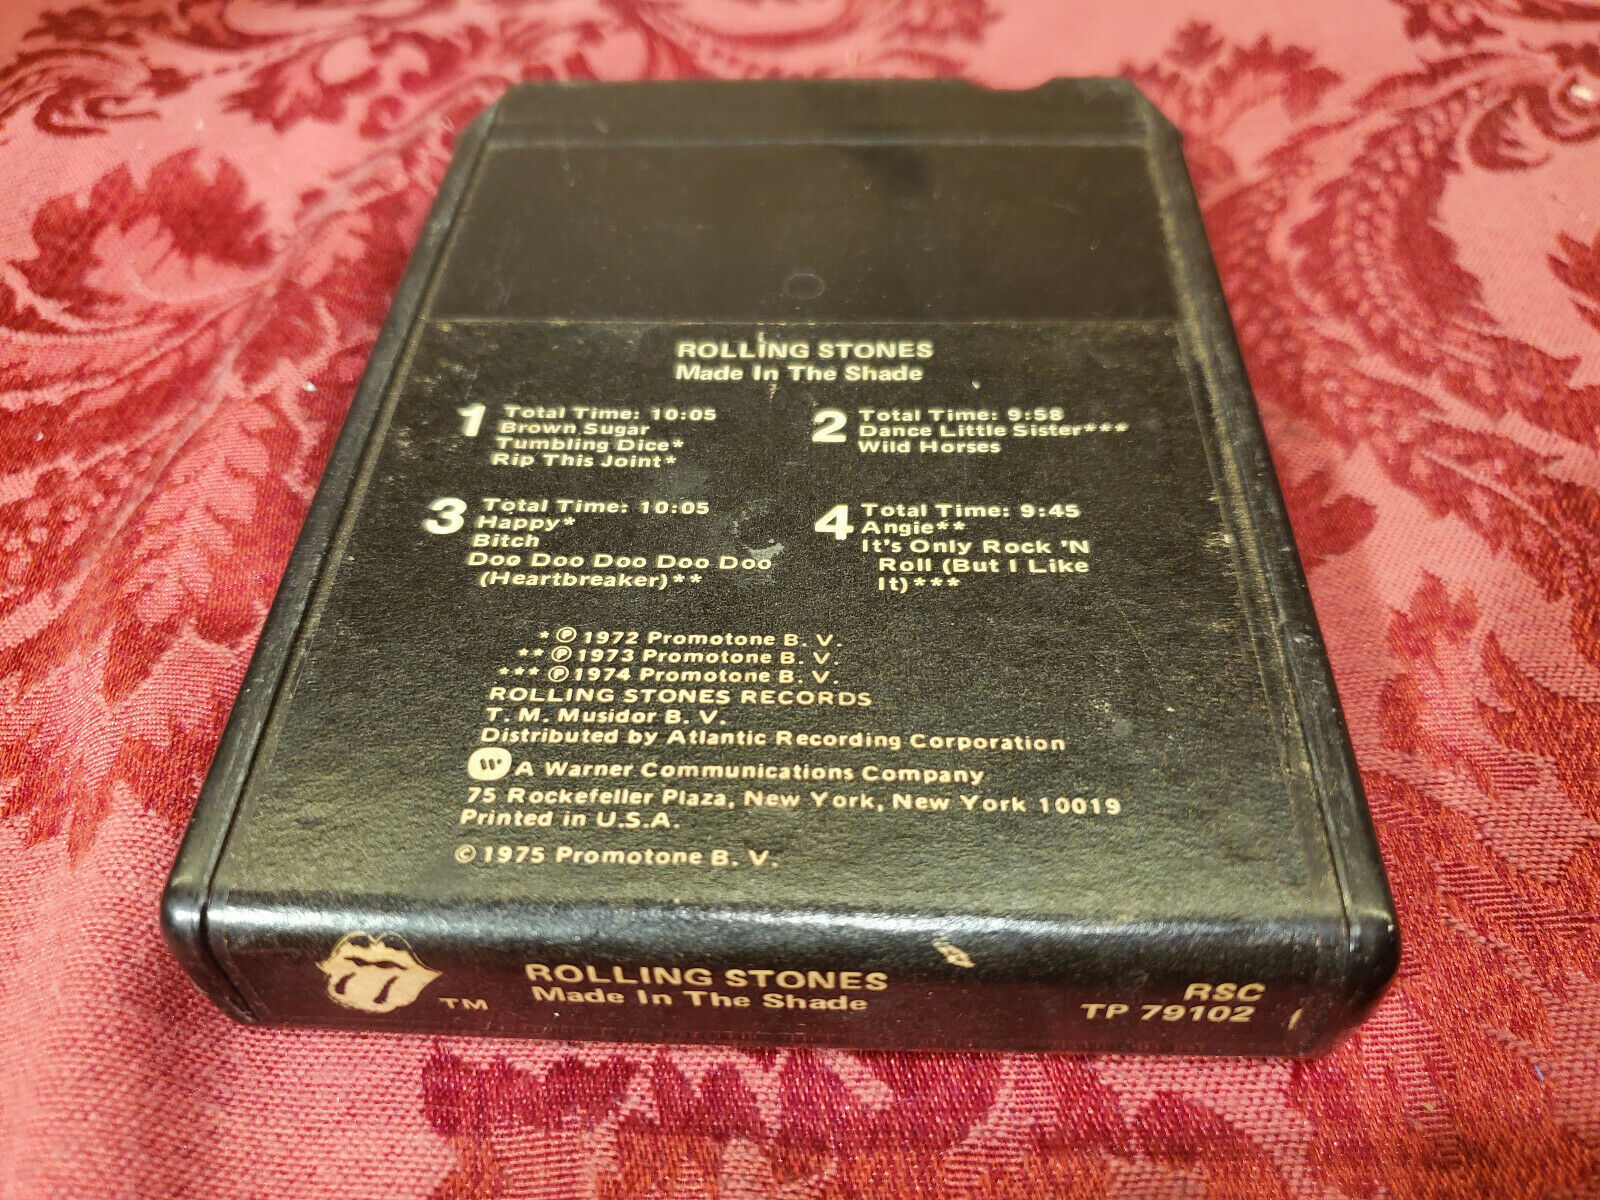 ROLLING STONES
Made In The Shade
1 Total Time: 10:05
Brown Sugar
Tumbling Dice*
Rip This Joint*
2 Total Time: 9:58
Dance Little Sister***
Wild Horses
3 Total Time: 10:05
Happy*
Bitch
Doo Doo Doo Doo Doo
(Heartbreaker)**
4 Total Time: 9:45
Angie**
It's Only Rock 'N
Roll (But I Like
It)***
* ℗ 1972 Promotone B. V.
** ℗ 1973 Promotone B. V.
*** ℗ 1974 Promotone B. V.
ROLLING STONES RECORDS
T. M. Musidor B. V.
Distributed by Atlantic Recording Corporation
W A Warner Communications Company
75 Rockefeller Plaza, New York, New York 10019
Printed in U.S.A.
© 1975 Promotone B. V.
TM ROLLING STONES RSC
Made In The Shade TP 79102